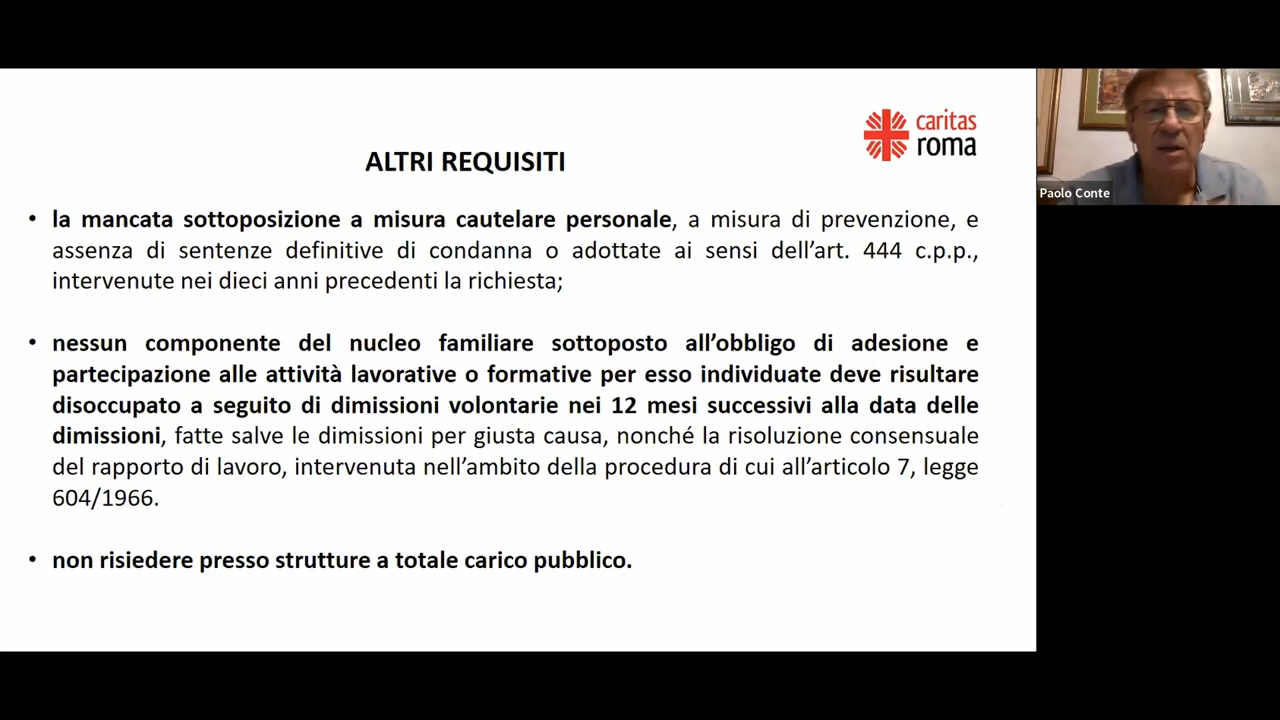 caritas
roma
ALTRI REQUISITI
• la mancata sottoposizione a misura cautelare personale, a misura di prevenzione, e
assenza di sentenze definitive di condanna o adottate ai sensi dell’art. 444 c.p.p.,
intervenute nei dieci anni precedenti la richiesta;
• nessun componente del nucleo familiare sottoposto all’obbligo di adesione e
partecipazione alle attività lavorative o formative per esso individuate deve risultare
disoccupato a seguito di dimissioni volontarie nei 12 mesi successivi alla data delle
dimissioni, fatte salve le dimissioni per giusta causa, nonché la risoluzione consensuale
del rapporto di lavoro, intervenuta nell’ambito della procedura di cui all’articolo 7, legge
604/1966.
• non risiedere presso strutture a totale carico pubblico.
Paolo Conte